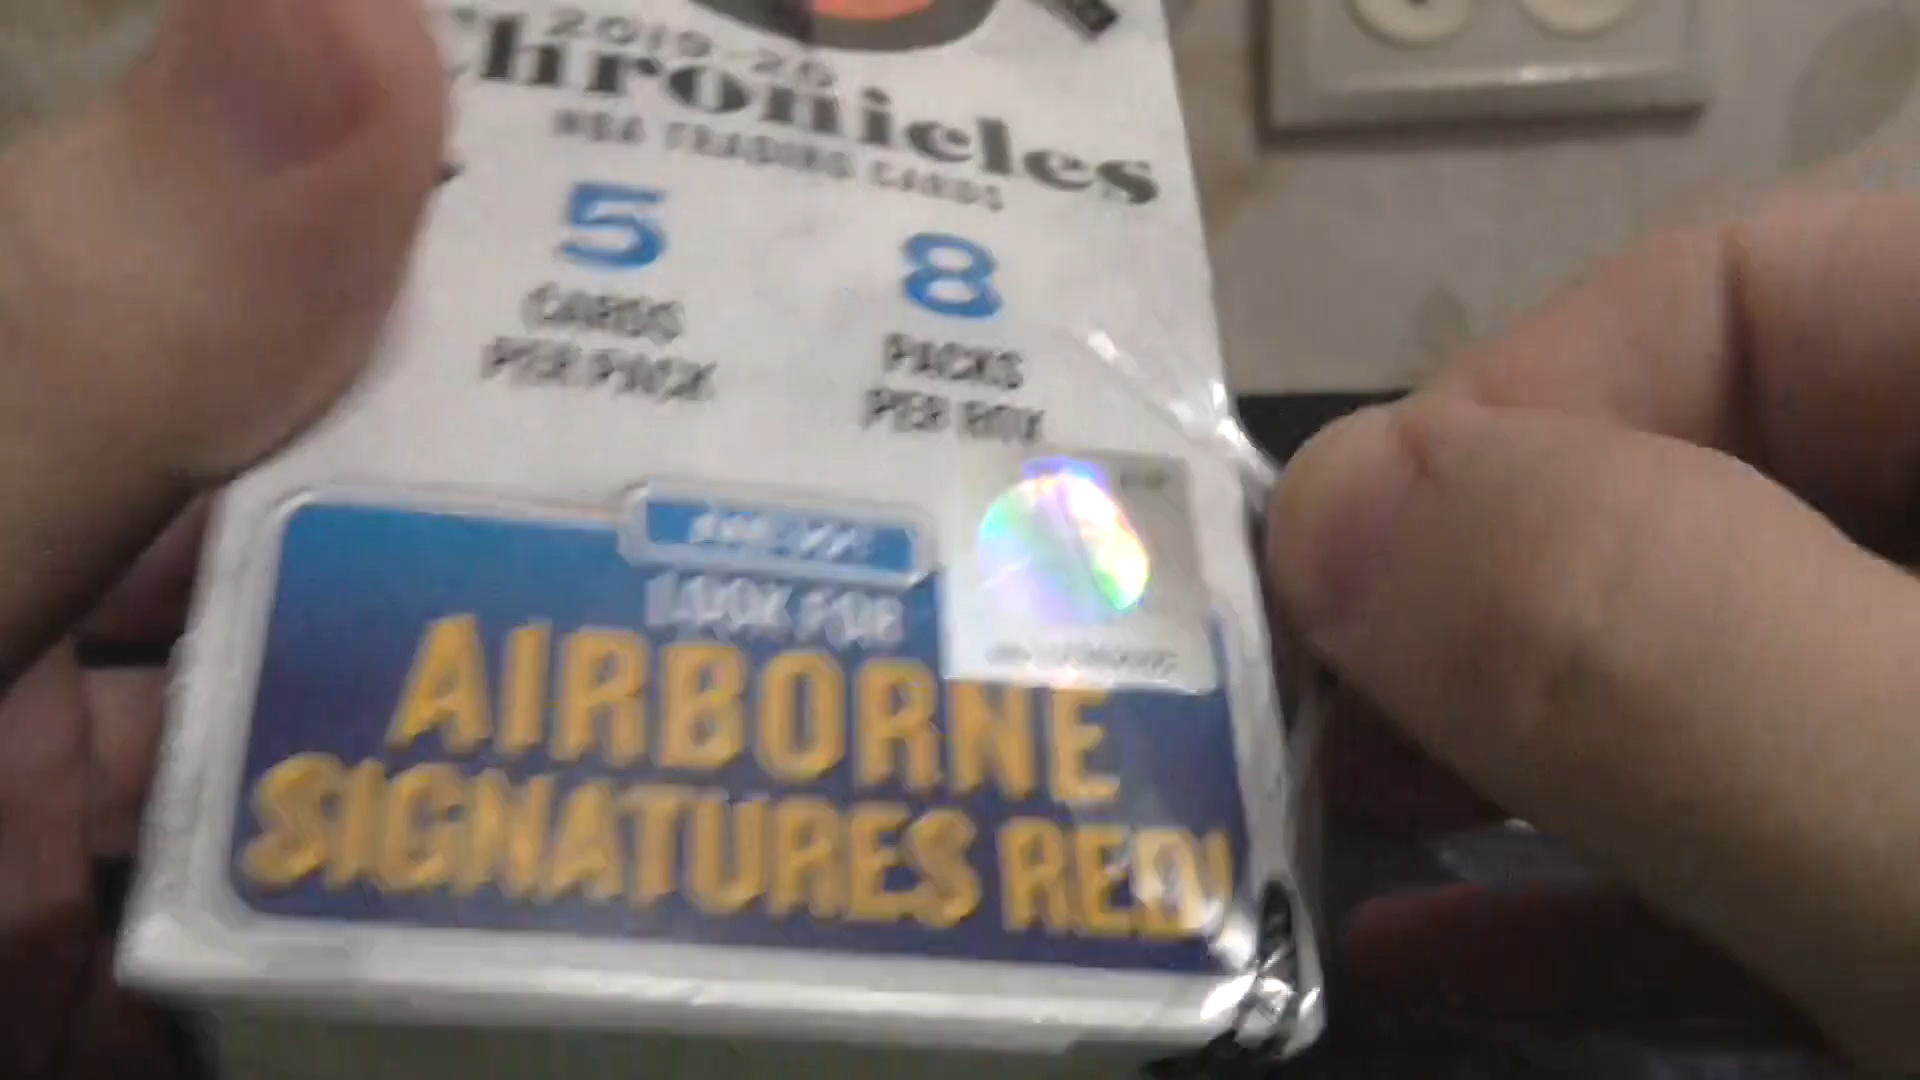 2019-20
Chronicles
NBA TRADING CARDS
5
CARDS
PER PACK
8
PACKS
PER BOX
LOOK FOR
AIRBORNE
SIGNATURES RED!